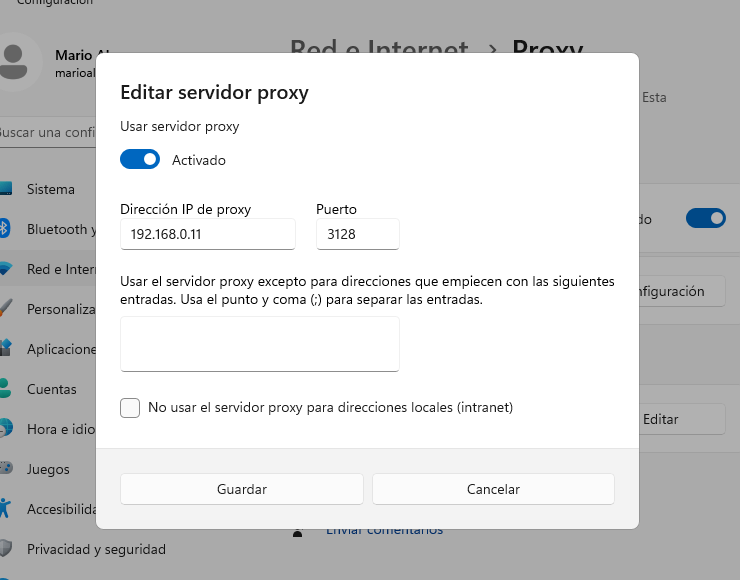 Configuración
Mario
marioal
Buscar una confi
Red e Internet > Proxy
Esta
Sistema
Bluetooth y
Red e Inter
Personaliza
Aplicacione
Cuentas
Hora e idio
Juegos
Accesibilida
Privacidad y seguridad
Editar servidor proxy
Usar servidor proxy
Activado
Dirección IP de proxy Puerto
192.168.0.11 3128
Usar el servidor proxy excepto para direcciones que empiecen con las siguientes
entradas. Usa el punto y coma (;) para separar las entradas.
No usar el servidor proxy para direcciones locales (intranet)
Guardar Cancelar
do
nfiguración
Editar
Enviar comentarios